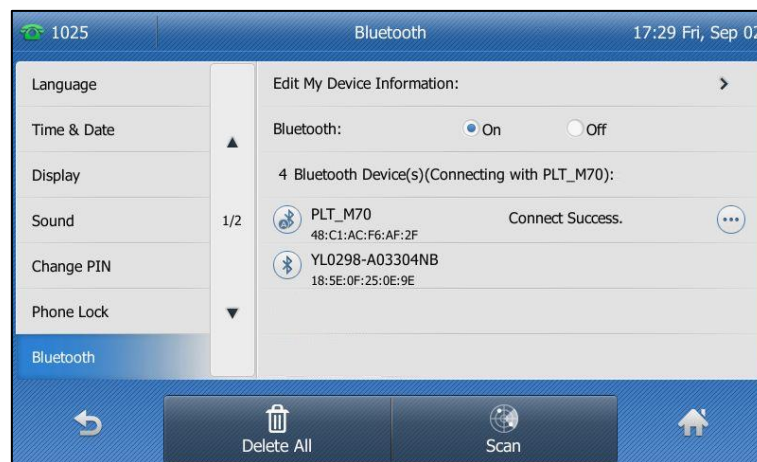 1025 Bluetooth 17:29 Fri, Sep 02
Language
Time & Date
Display
Sound
Change PIN
Phone Lock
Bluetooth
1/2
Edit My Device Information:
Bluetooth: On Off
4 Bluetooth Device(s)(Connecting with PLT_M70):
PLT_M70 Connect Success.
48:C1:AC:F6:AF:2F
YL0298-A03304NB
18:5E:0F:25:0E:9E
Delete All Scan